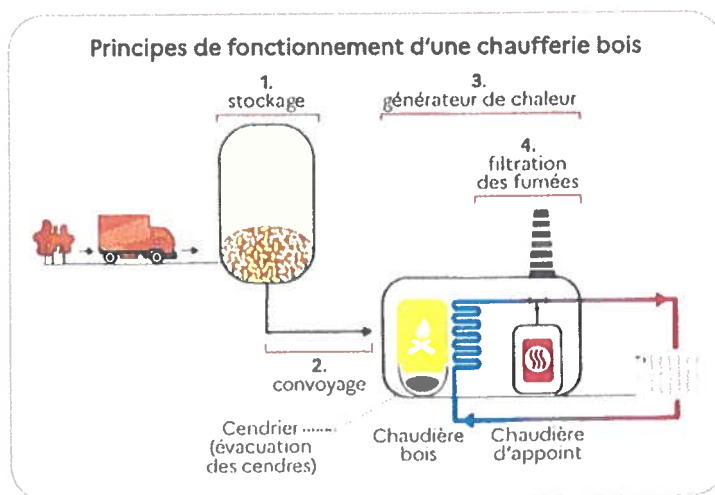 Principes de fonctionnement d'une chaufferie bois
1.
stockage
3.
générateur de chaleur
4.
filtration
des fumées
2.
convoyage
Cendrier
(évacuation
des cendres)
Chaudière
bois
Chaudière
d'appoint